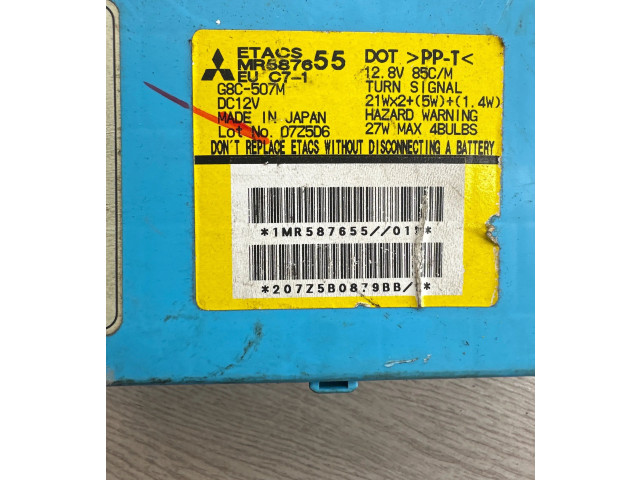 ETACS
MR587655
EU C7-1
G8C-507M
DC12V
MADE IN JAPAN
Lot No. 07Z5D6
DOT >PP-T<
12.8V 85C/M
TURN SIGNAL
21W×2+(5W)+(1.4W)
HAZARD WARNING
27W MAX 4BULBS
DON'T REPLACE ETACS WITHOUT DISCONNECTING A BATTERY
*1MR587655//01
*207Z5B0879BB/